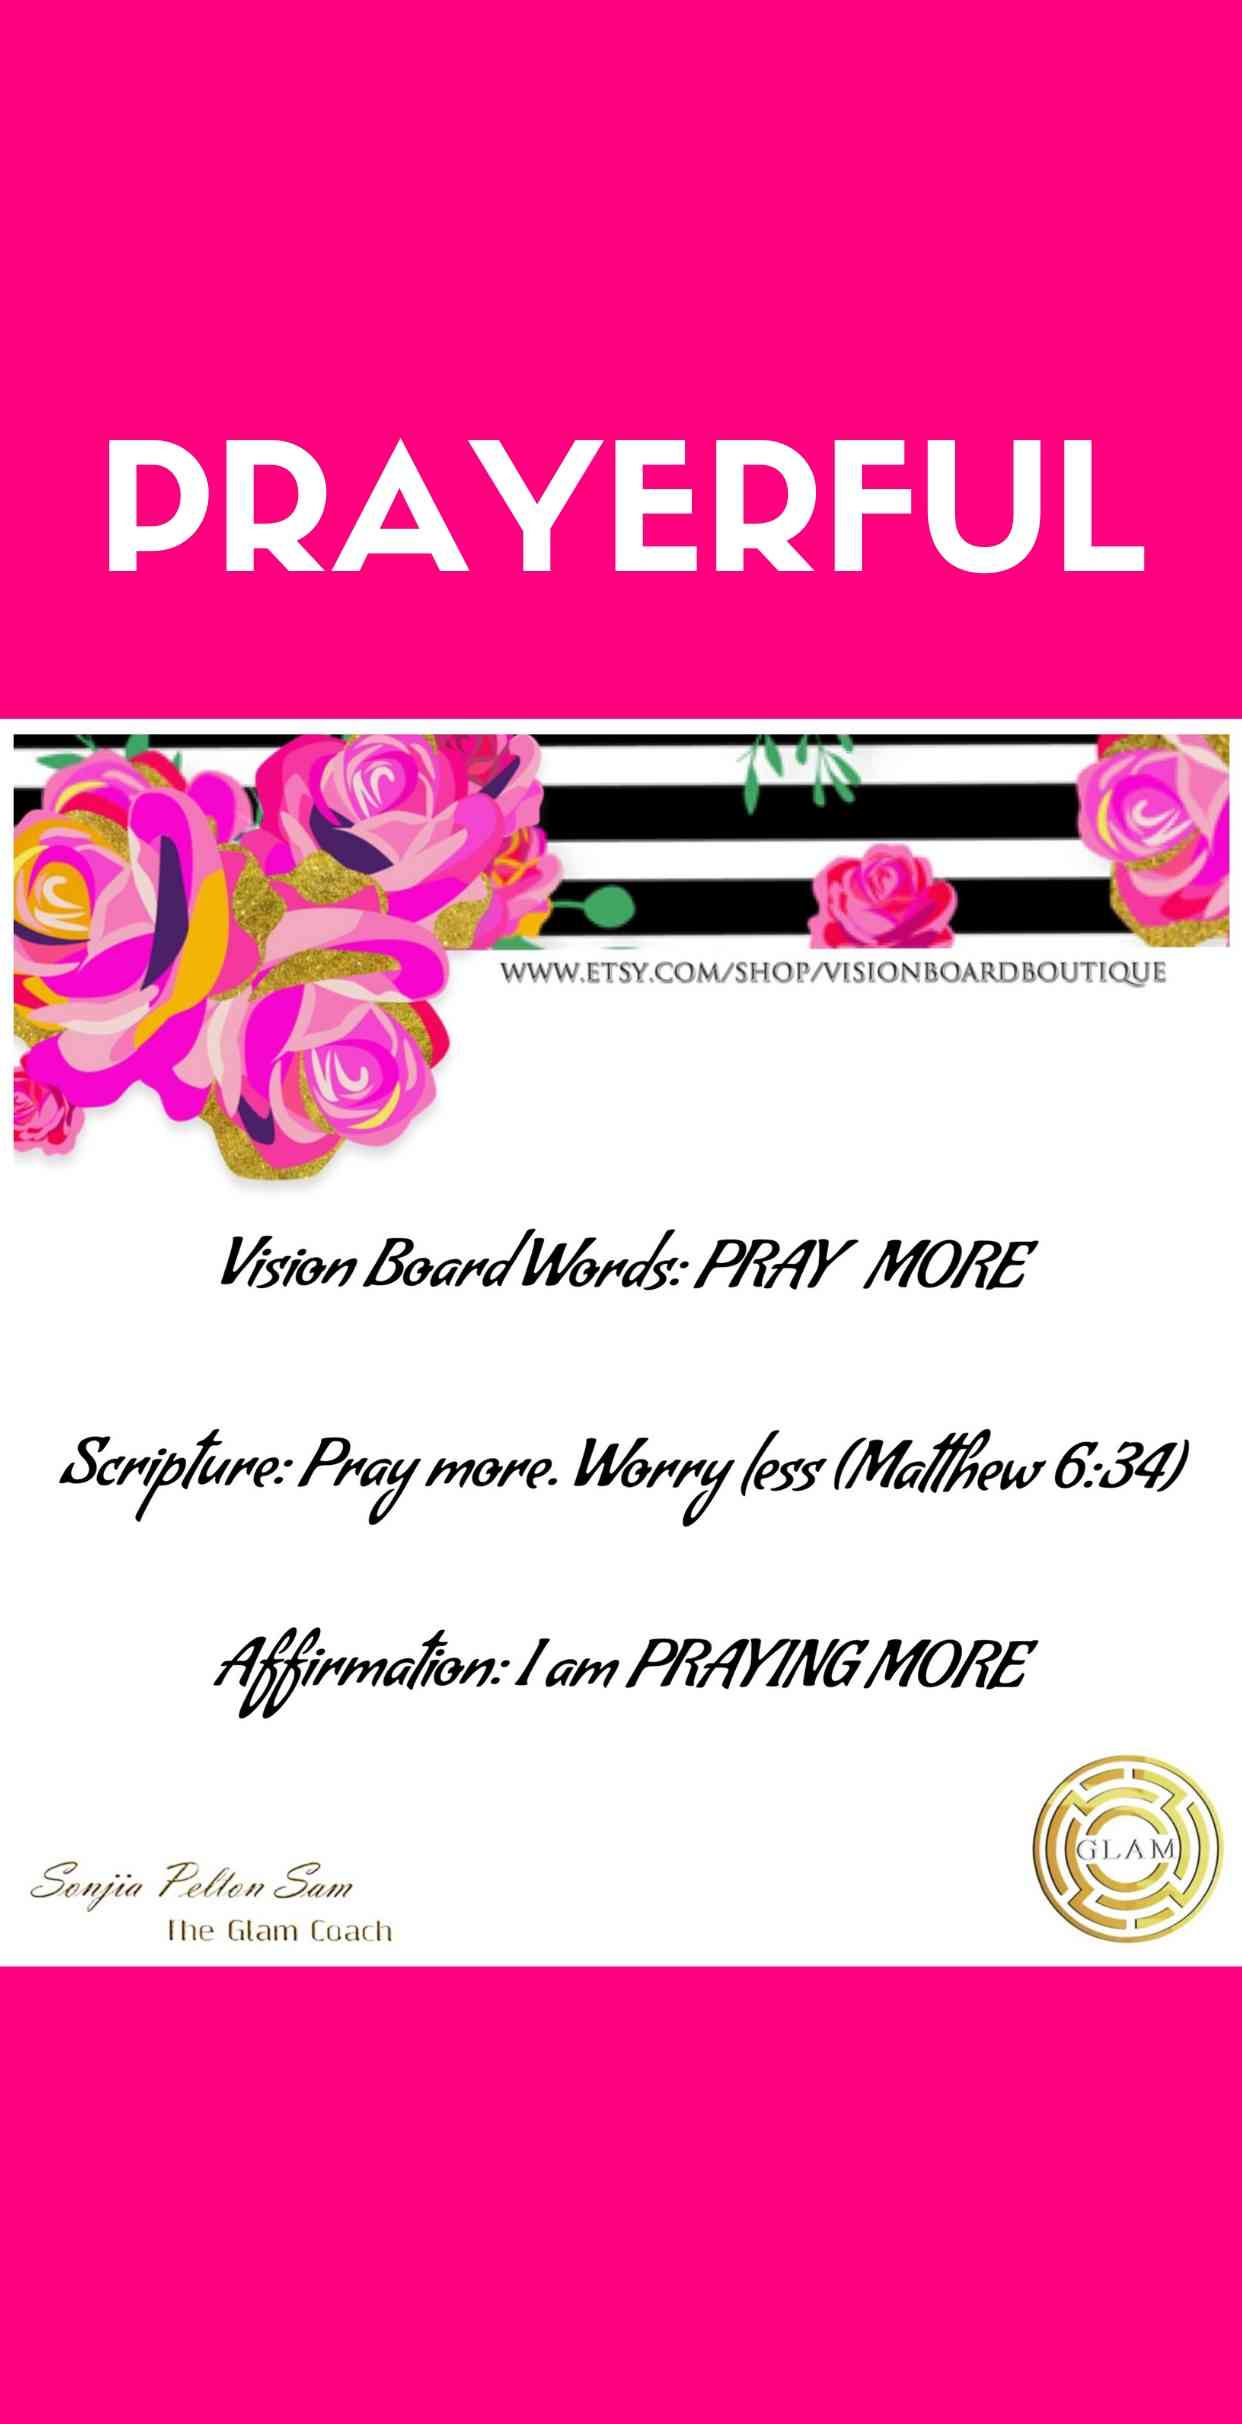 PRAYERFUL
WWW.ETSY.COM/SHOP/VISIONBOARDBOUTIQUE
Vision Board Words: PRAY MORE
Scripture: Pray more. Worry less (Matthew 6:34)
Affirmation: I am PRAYING MORE
GLAM
Sonjia Pelton Sam
The Glam Coach